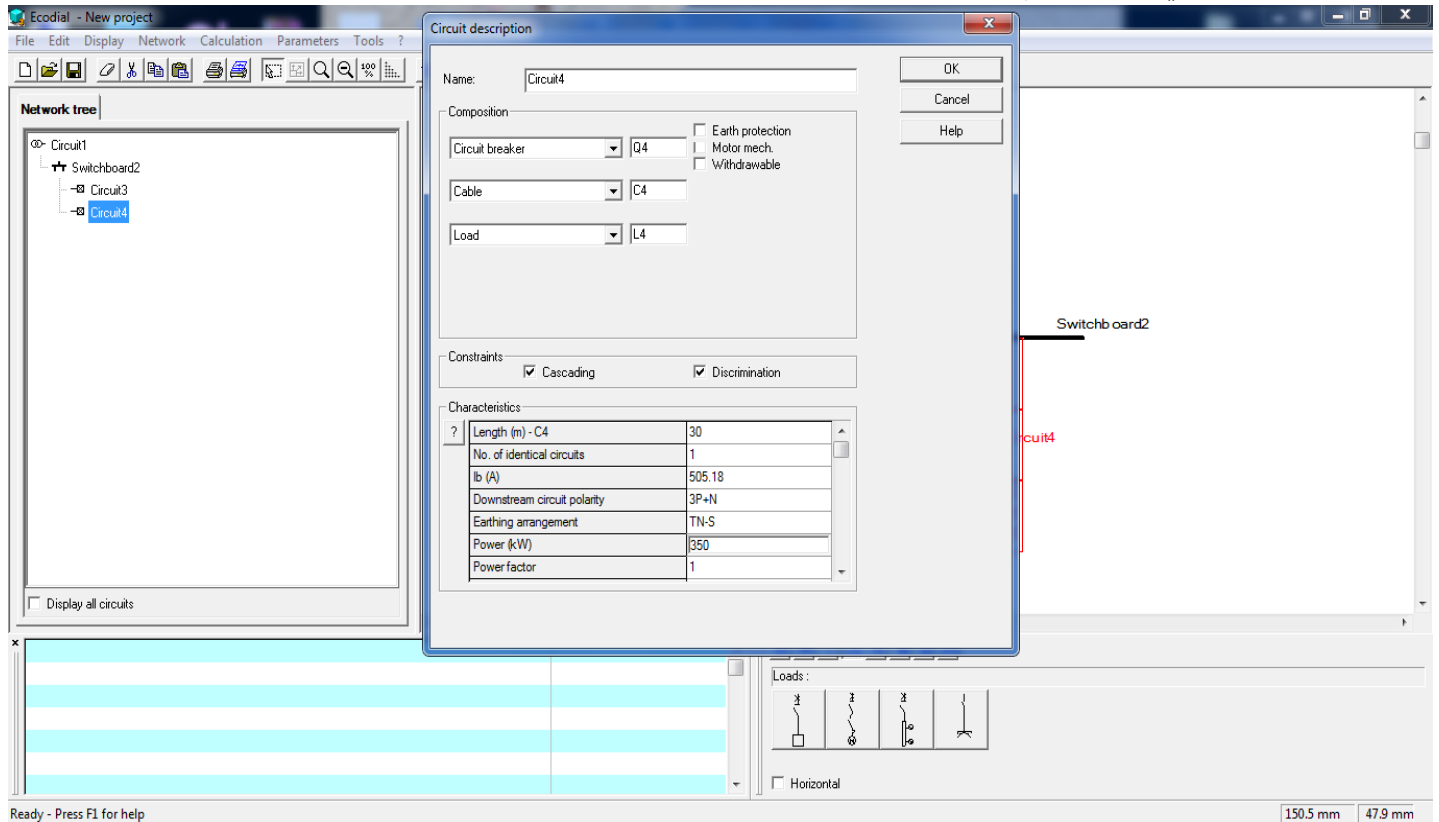 Ecodial - New project
File Edit Display Network Calculation Parameters Tools ?
Network tree
Circuit1
Switchboard2
Circuit3
Circuit4
Display all circuits
Circuit description
Name: Circuit4
OK
Cancel
Help
Composition
Circuit breaker Q4
Earth protection
Motor mech.
Withdrawable
Cable C4
Load L4
Constraints
Cascading Discrimination
Characteristics
? Length (m) - C4 30
No. of identical circuits 1
Ib (A) 505.18
Downstream circuit polarity 3P+N
Earthing arrangement TN-S
Power (kW) 350
Power factor 1
Switchboard2
rcuit4
Loads :
Horizontal
Ready - Press F1 for help
150.5 mm 47.9 mm